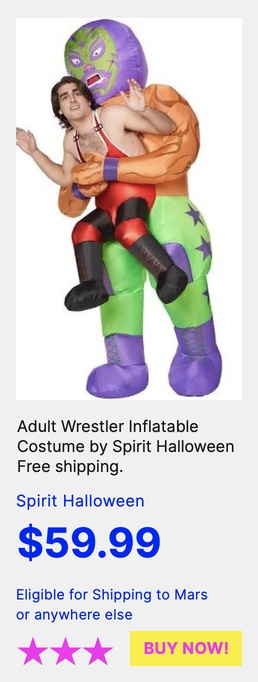 Adult Wrestler Inflatable
Costume by Spirit Halloween
Free shipping.
Spirit Halloween
$59.99
Eligible for Shipping to Mars
or anywhere else
BUY NOW!